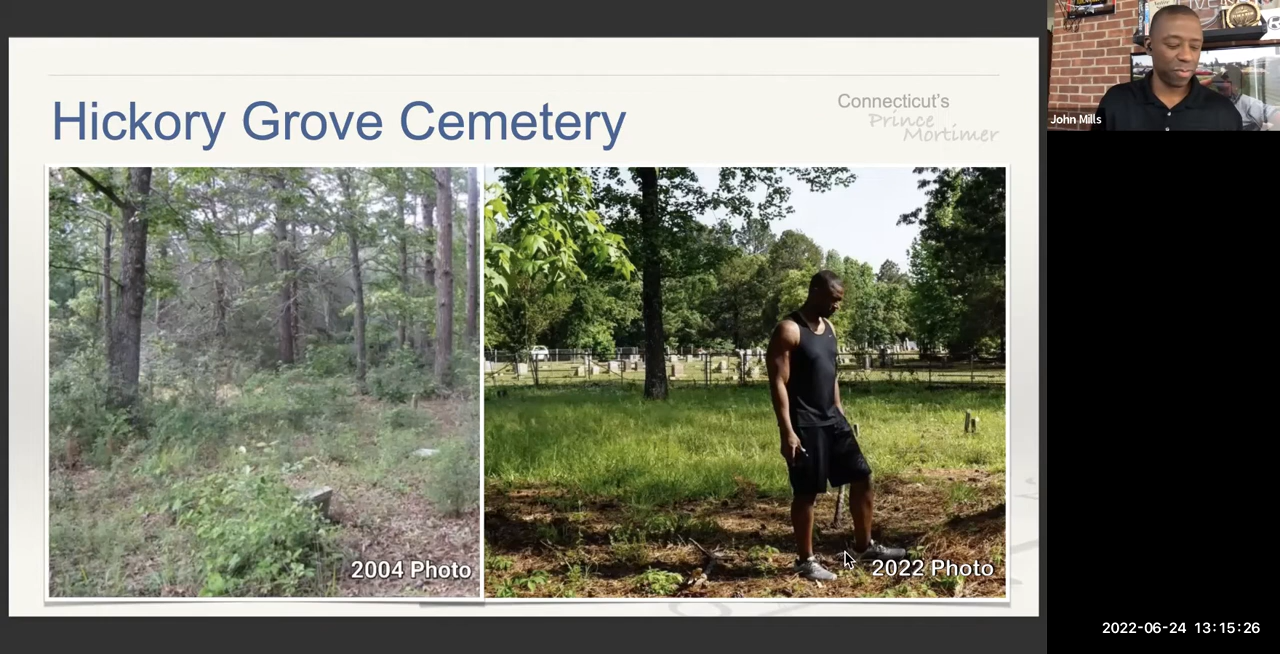 Hickory Grove Cemetery
Connecticut's
Prince
Mortimer
2004 Photo
2022 Photo
John Mills
2022-06-24 13:15:26